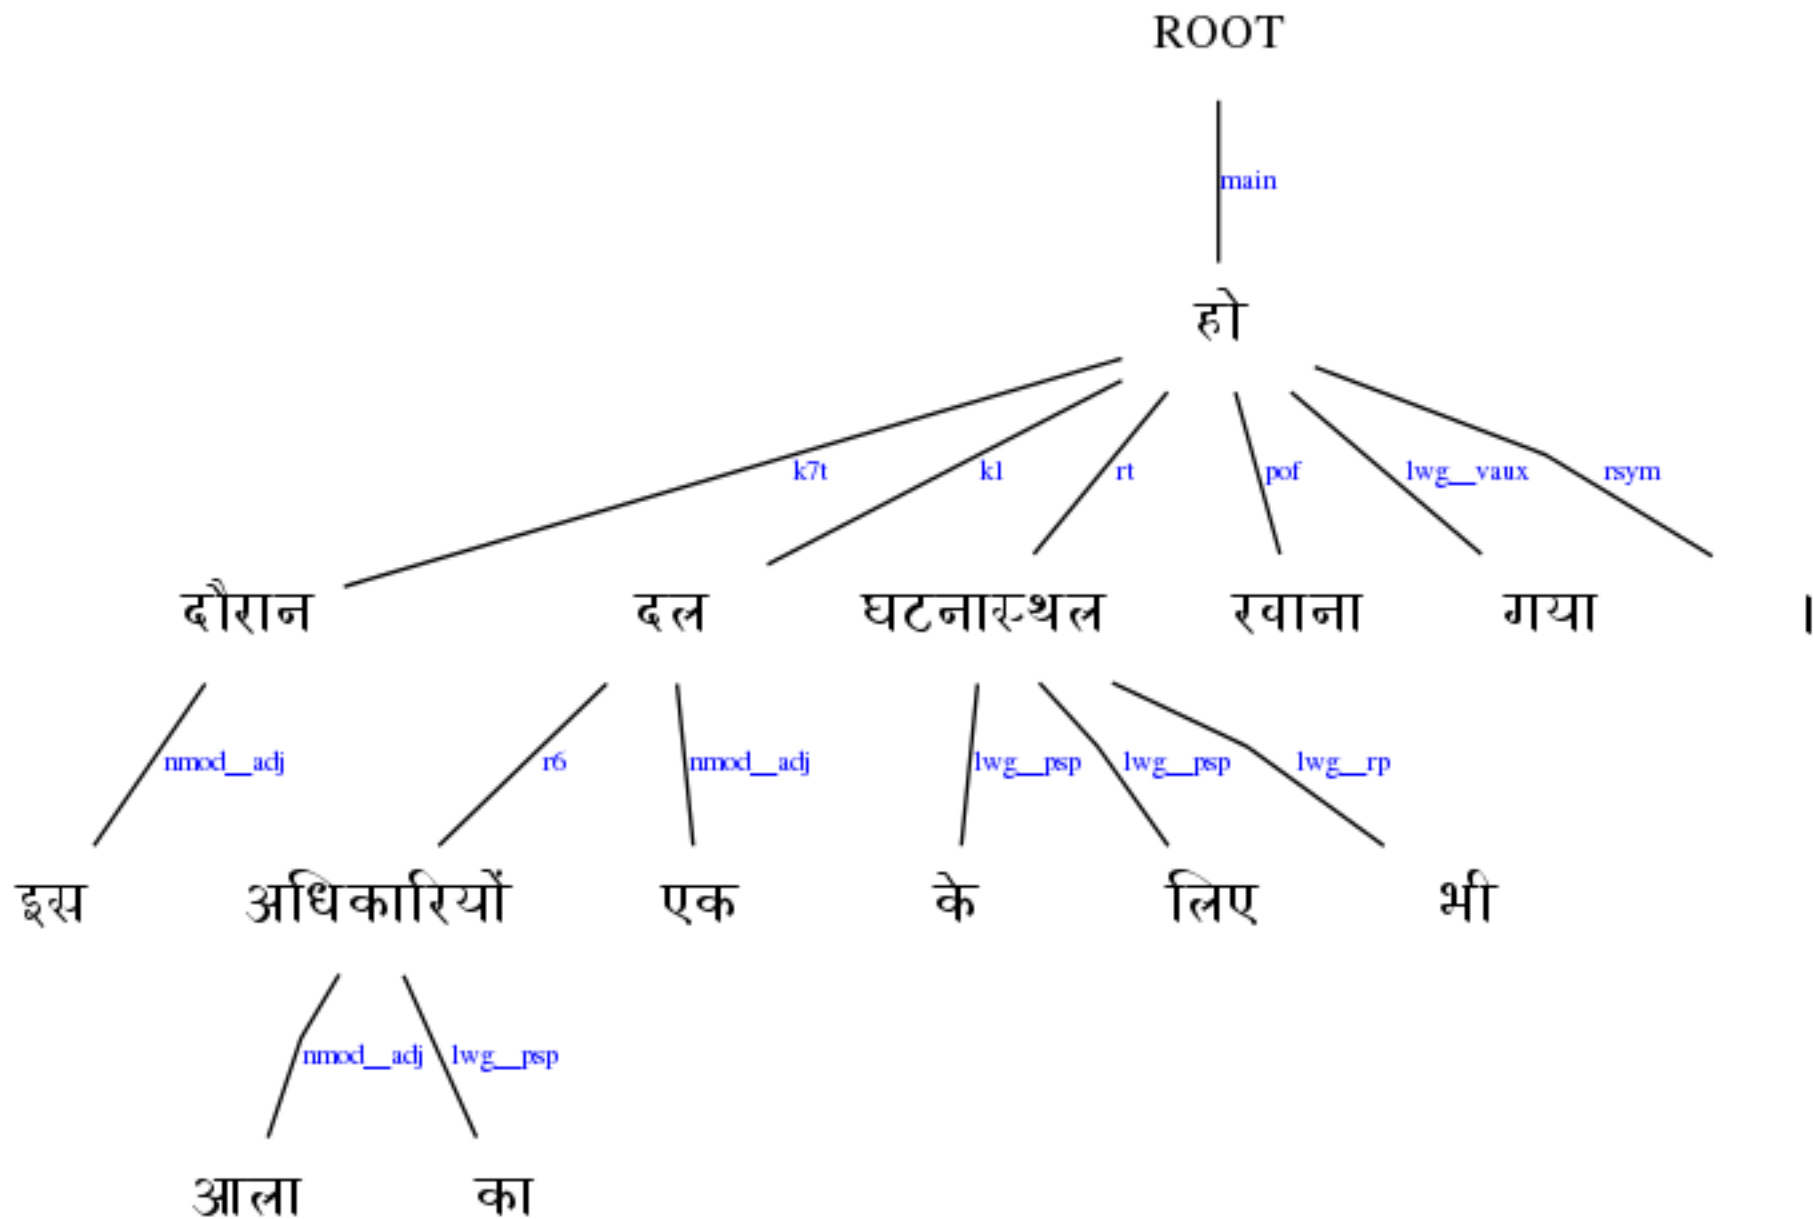 ROOT
main
हो
k7t k1 rt pof lwg__vaux rsym
दौरान दल घटनास्थल रवाना गया ।
nmod__adj r6 nmod__adj lwg__psp lwg__psp lwg__rp
इस अधिकारियों एक के लिए भी
nmod__adj lwg__psp
आला का